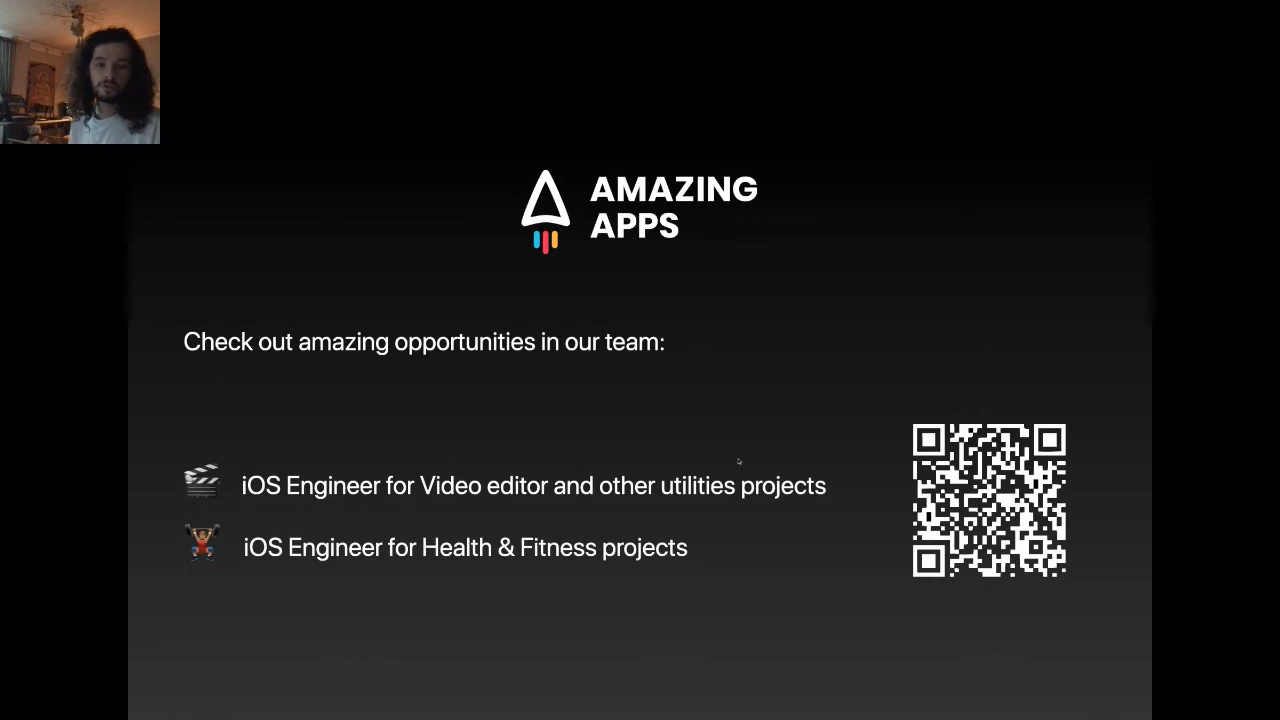 AMAZING
APPS
Check out amazing opportunities in our team:
iOS Engineer for Video editor and other utilities projects
iOS Engineer for Health & Fitness projects